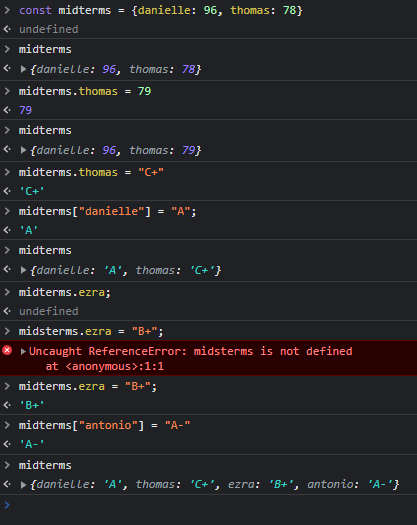 > const midterms = {danielle: 96, thomas: 78}
undefined
> midterms
{danielle: 96, thomas: 78}
> midterms.thomas = 79
79
> midterms
{danielle: 96, thomas: 79}
> midterms.thomas = "C+"
'C+'
> midterms["danielle"] = "A";
'A'
> midterms
{danielle: 'A', thomas: 'C+'}
> midterms.ezra;
undefined
> midsterms.ezra = "B+";
Uncaught ReferenceError: midsterms is not defined
at <anonymous>:1:1
> midterms.ezra = "B+";
'B+'
> midterms["antonio"] = "A-"
'A-'
> midterms
{danielle: 'A', thomas: 'C+', ezra: 'B+', antonio: 'A-'}
>